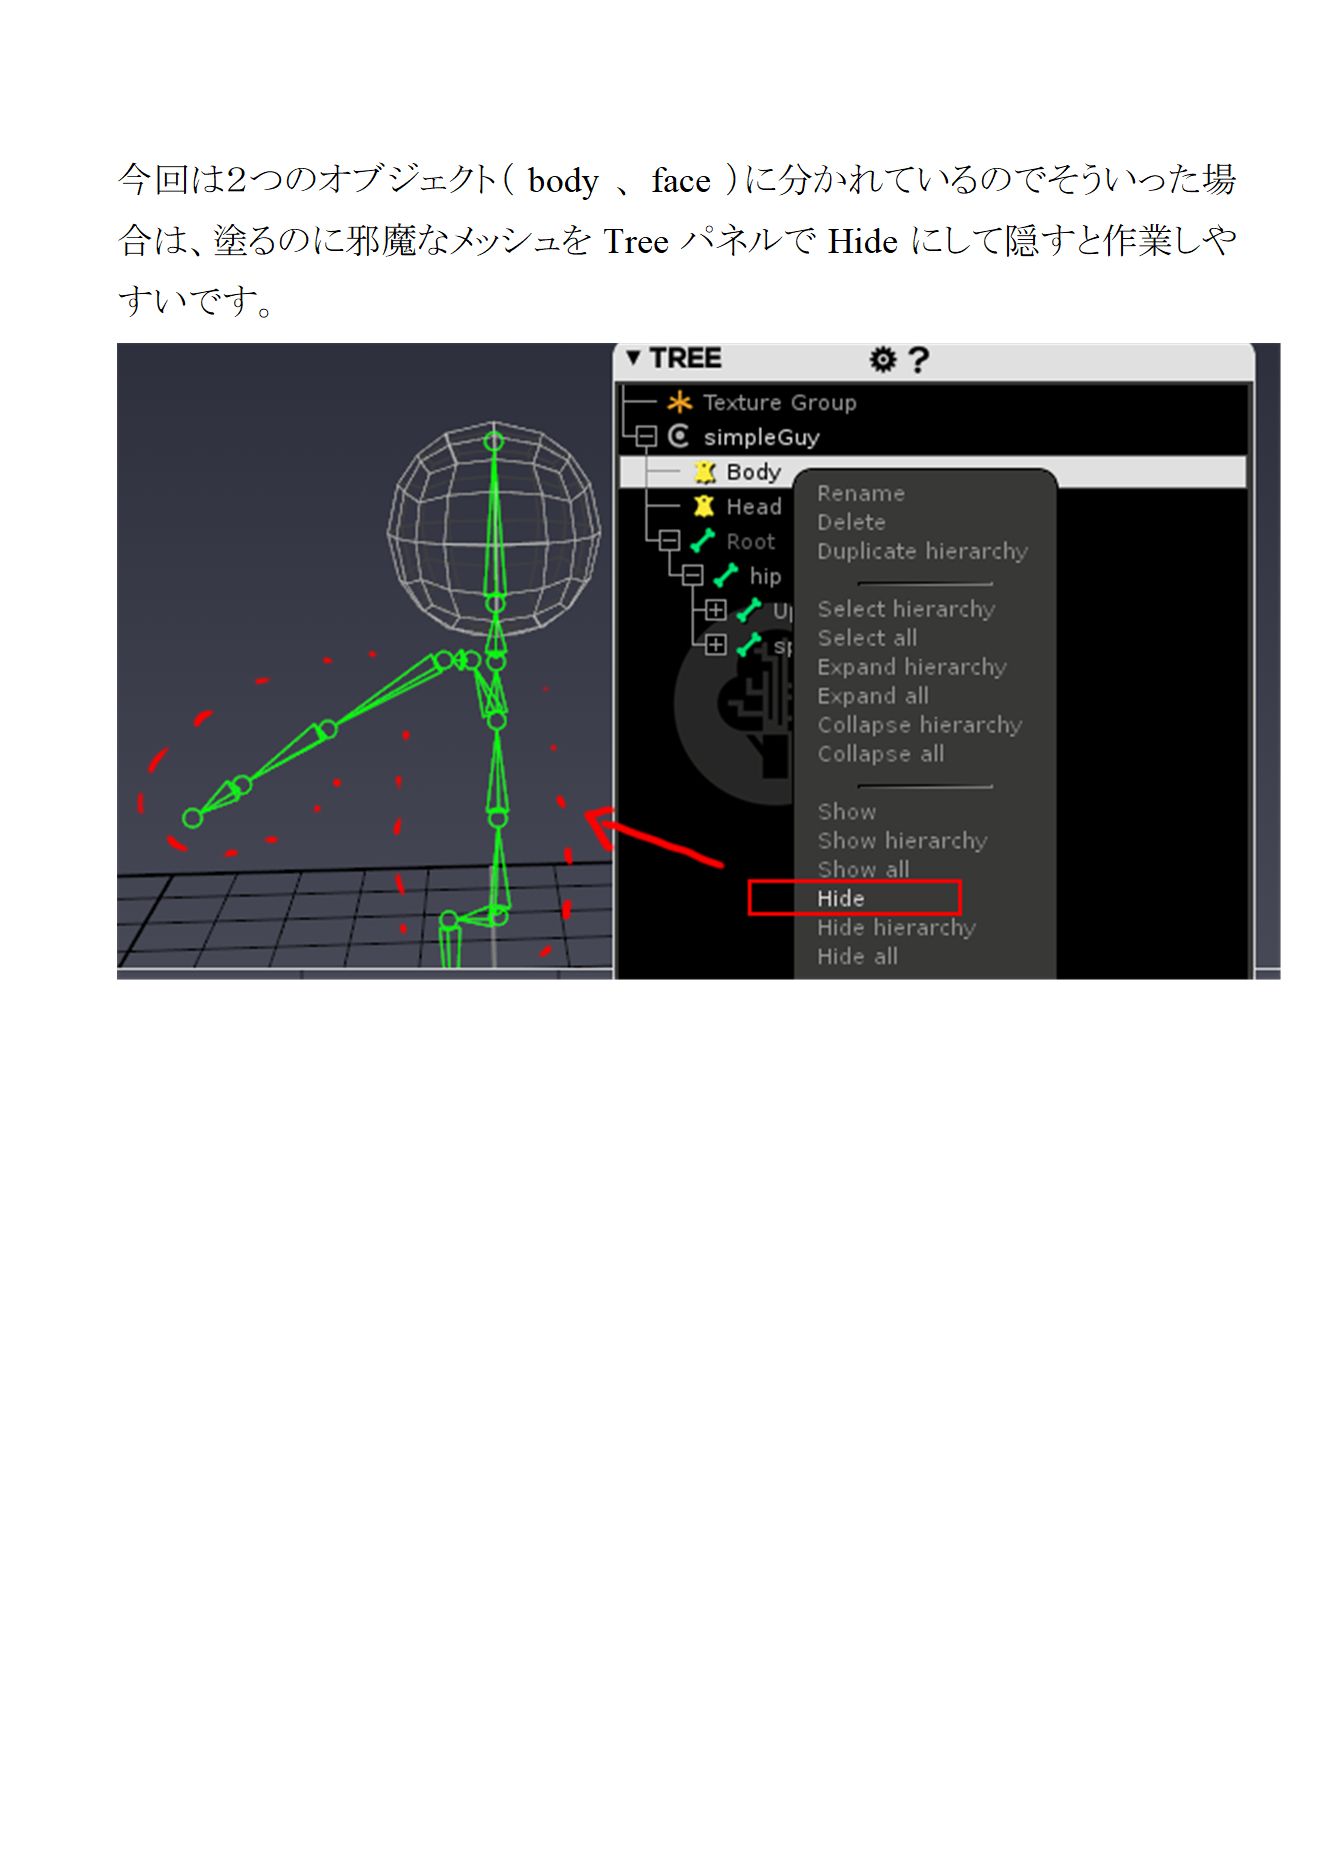 今回は２つのオブジェクト（ body 、 face ）に分かれているのでそういった場
合は、塗るのに邪魔なメッシュを Tree パネルで Hide にして隠すと作業しや
すいです。
▼ TREE ?
Texture Group
simpleGuy
Body
Head
Root
hip
Rename
Delete
Duplicate hierarchy
Select hierarchy
Select all
Expand hierarchy
Expand all
Collapse hierarchy
Collapse all
Show
Show hierarchy
Show all
Hide
Hide hierarchy
Hide all